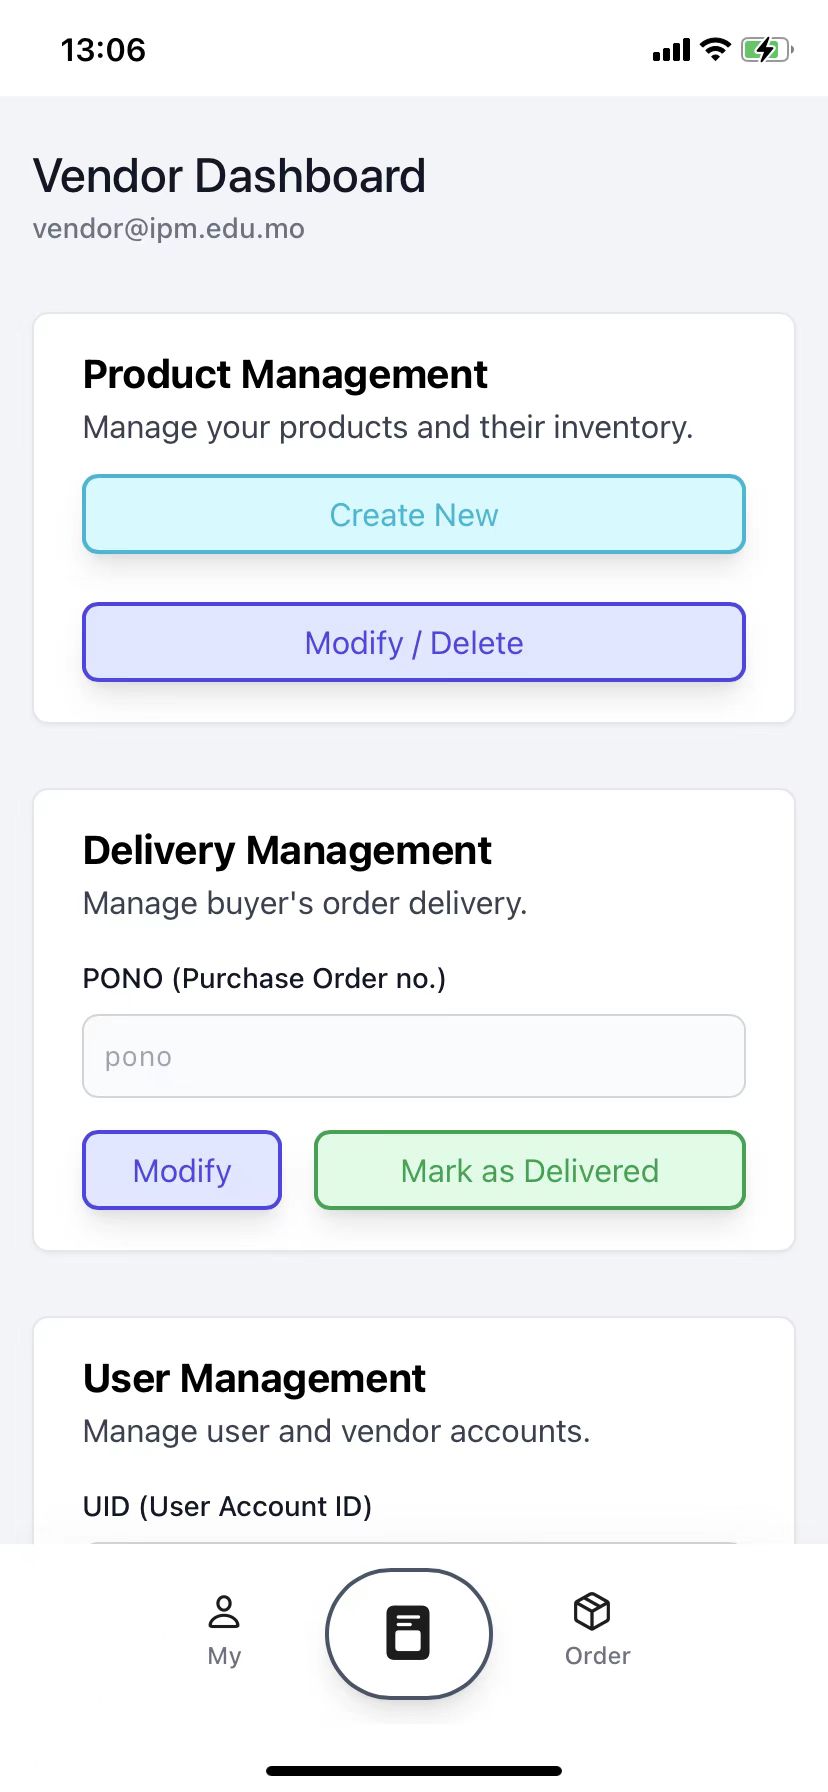 13:06
Vendor Dashboard
vendor@ipm.edu.mo
Product Management
Manage your products and their inventory.
Create New
Modify / Delete
Delivery Management
Manage buyer's order delivery.
PONO (Purchase Order no.)
pono
Modify
Mark as Delivered
User Management
Manage user and vendor accounts.
UID (User Account ID)
My
Order